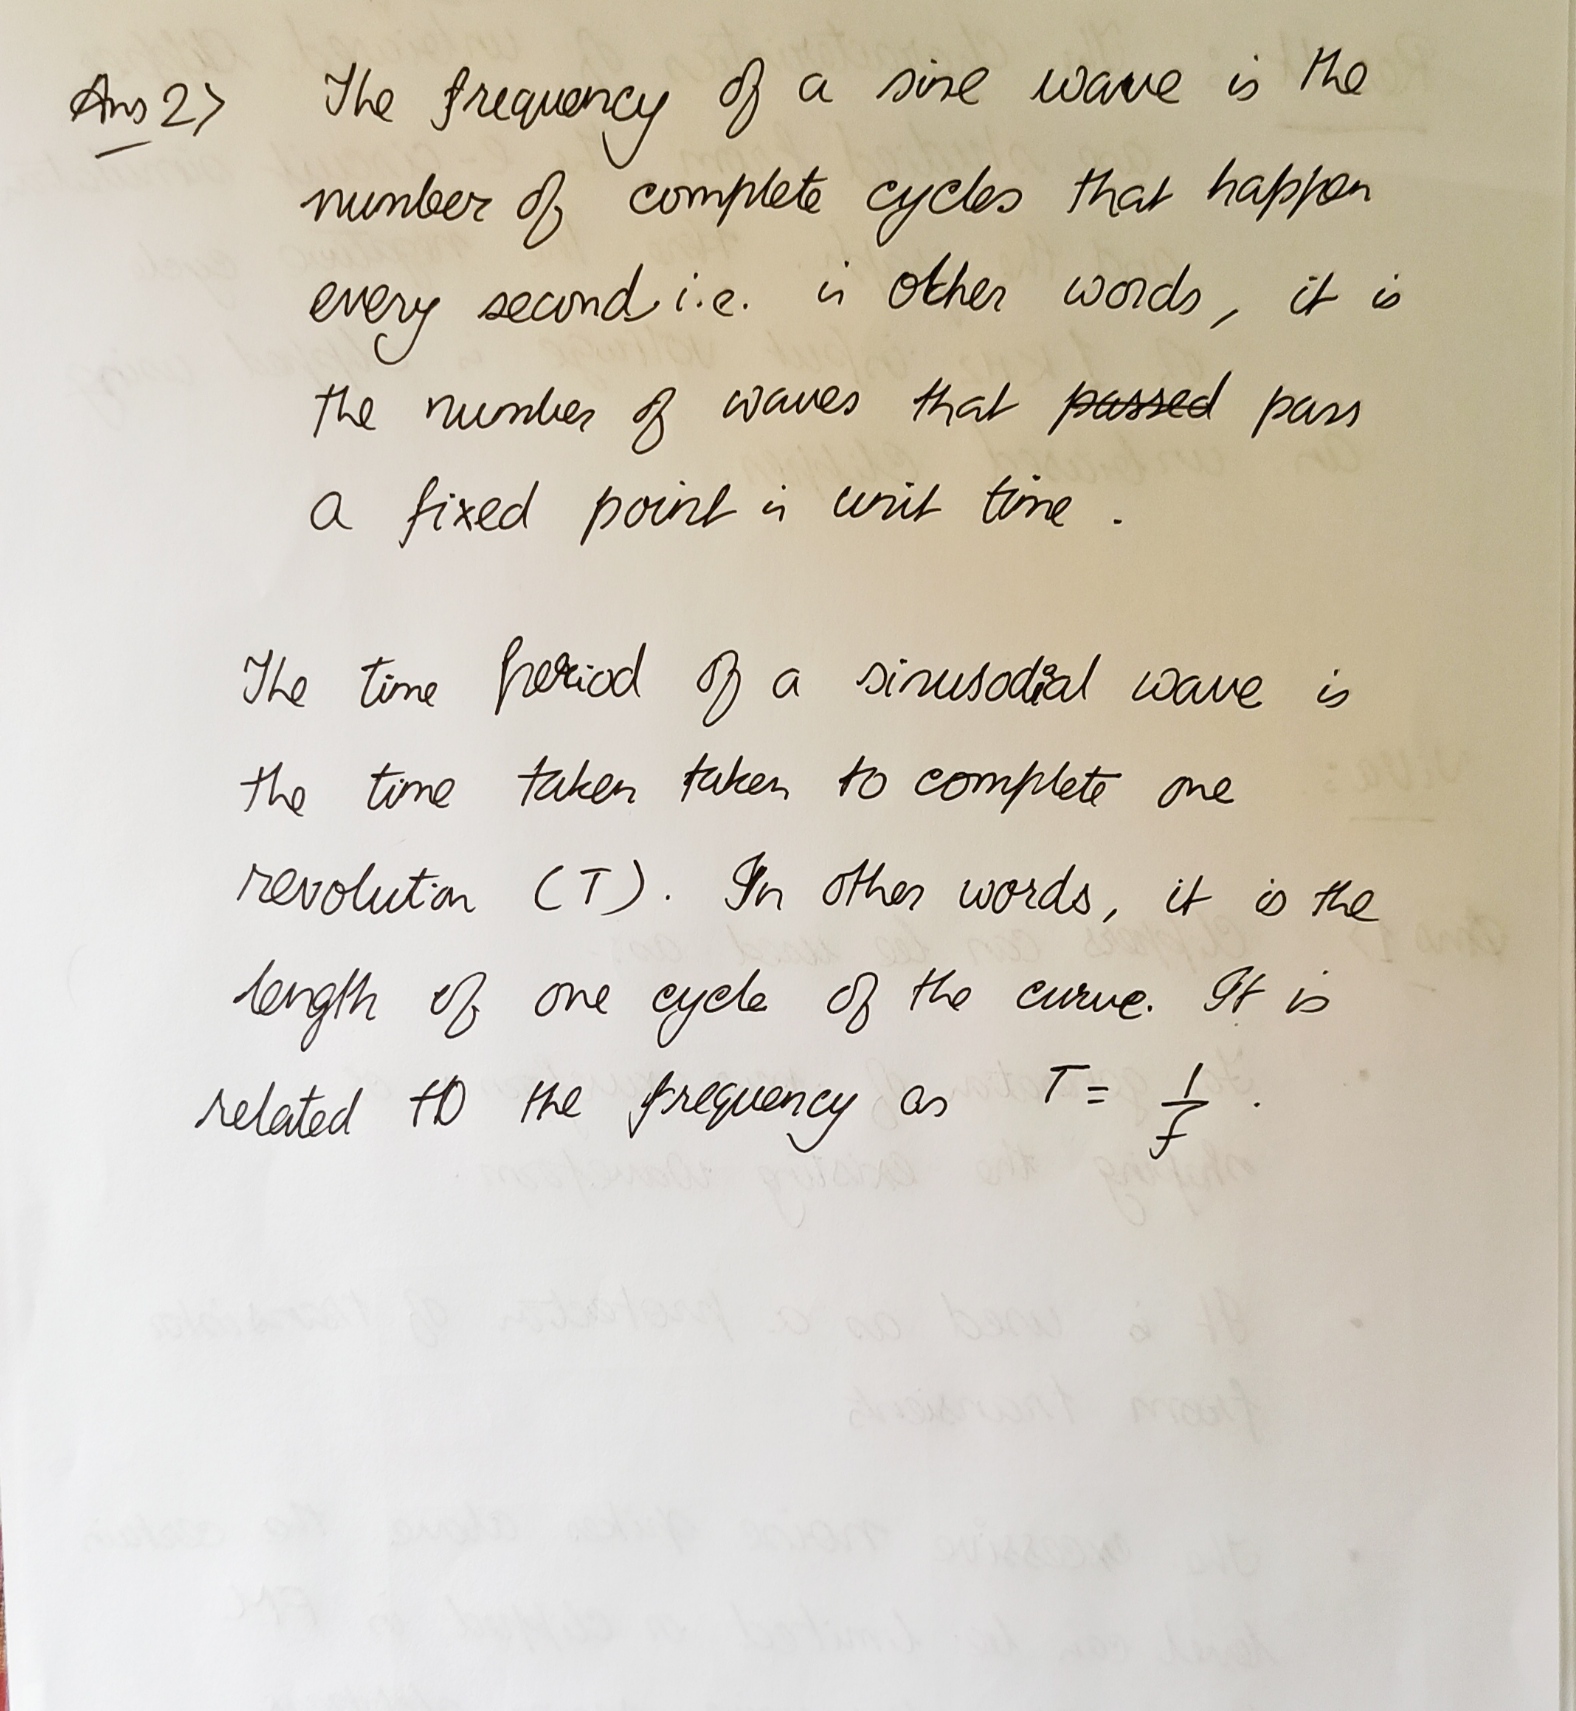 Ans 2> The frequency of a sine wave is the
number of complete cycles that happen
every second i.e. in other words, it is
the number of waves that ~~passed~~ pass
a fixed point in unit time.
The time period of a sinusodial wave is
the time taken taken to complete one
revolution (T). In other words, it is the
length of one cycle of the curve. It is
related to the frequency as T = 1/f.